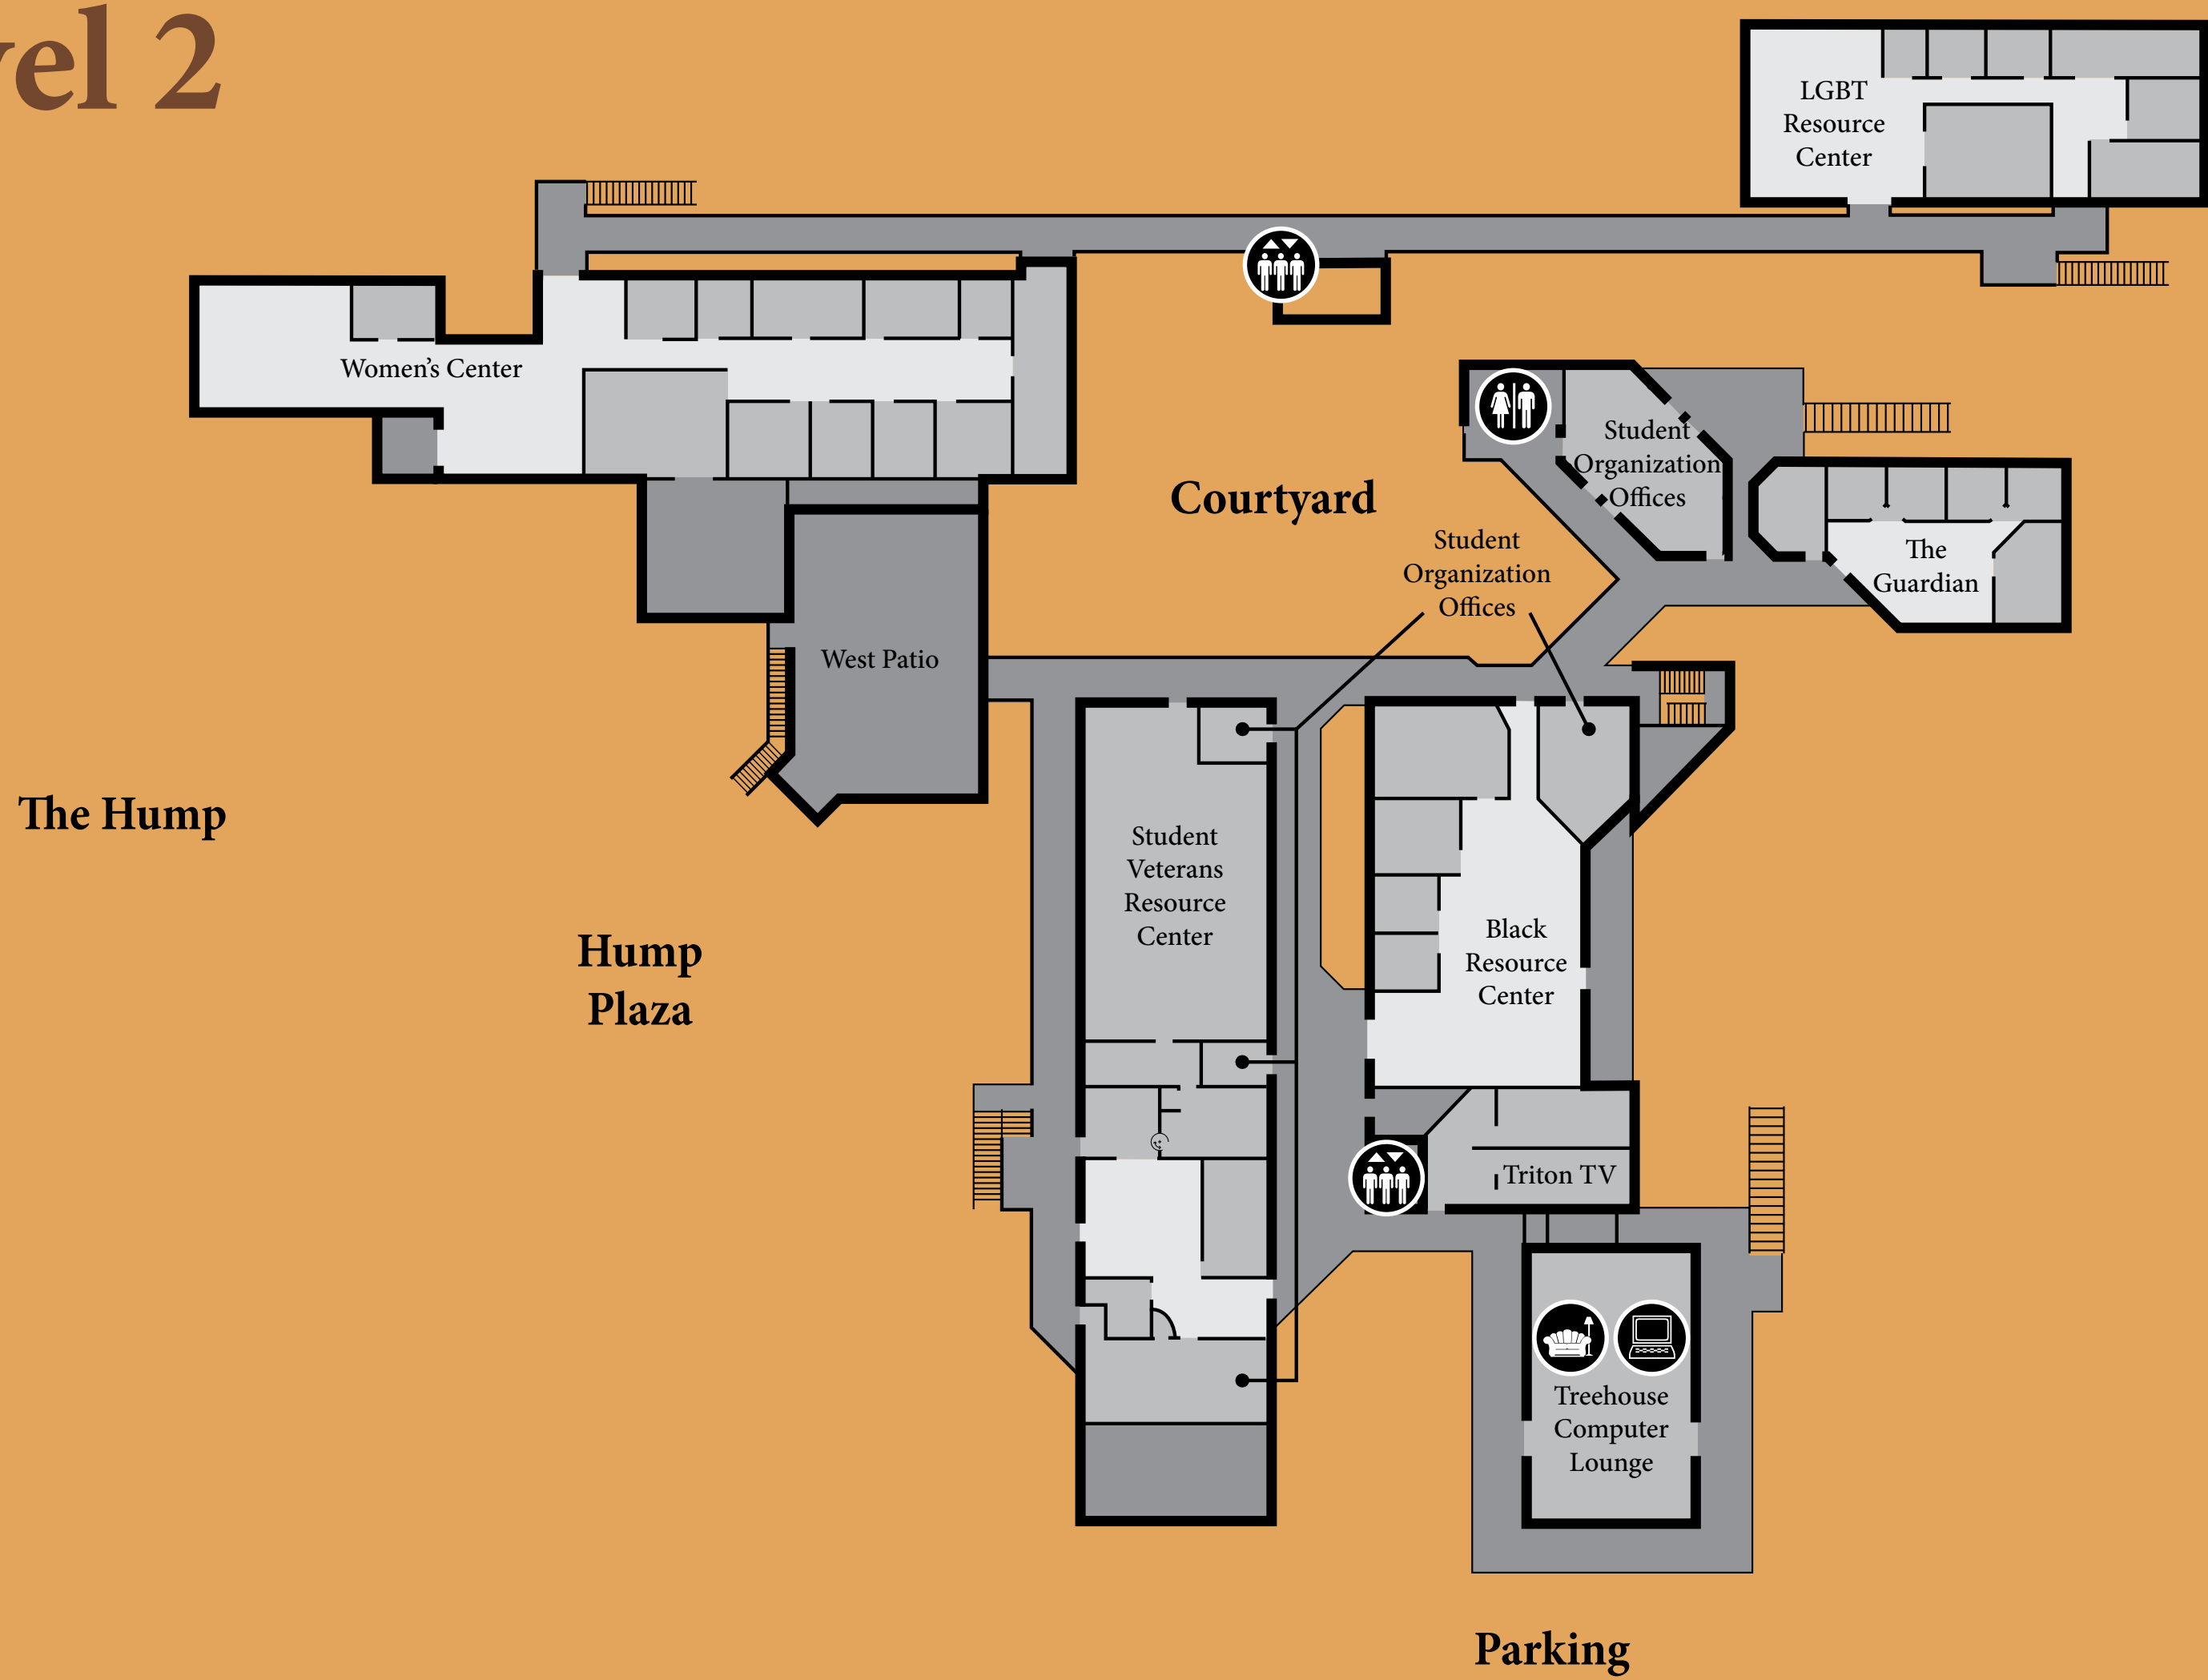 vel 2
LGBT
Resource
Center
Women’s Center
Student
Organization
Offices
Courtyard
Student
Organization
Offices
The
Guardian
West Patio
The Hump
Student
Veterans
Resource
Center
Hump
Plaza
Black
Resource
Center
Triton TV
Treehouse
Computer
Lounge
Parking